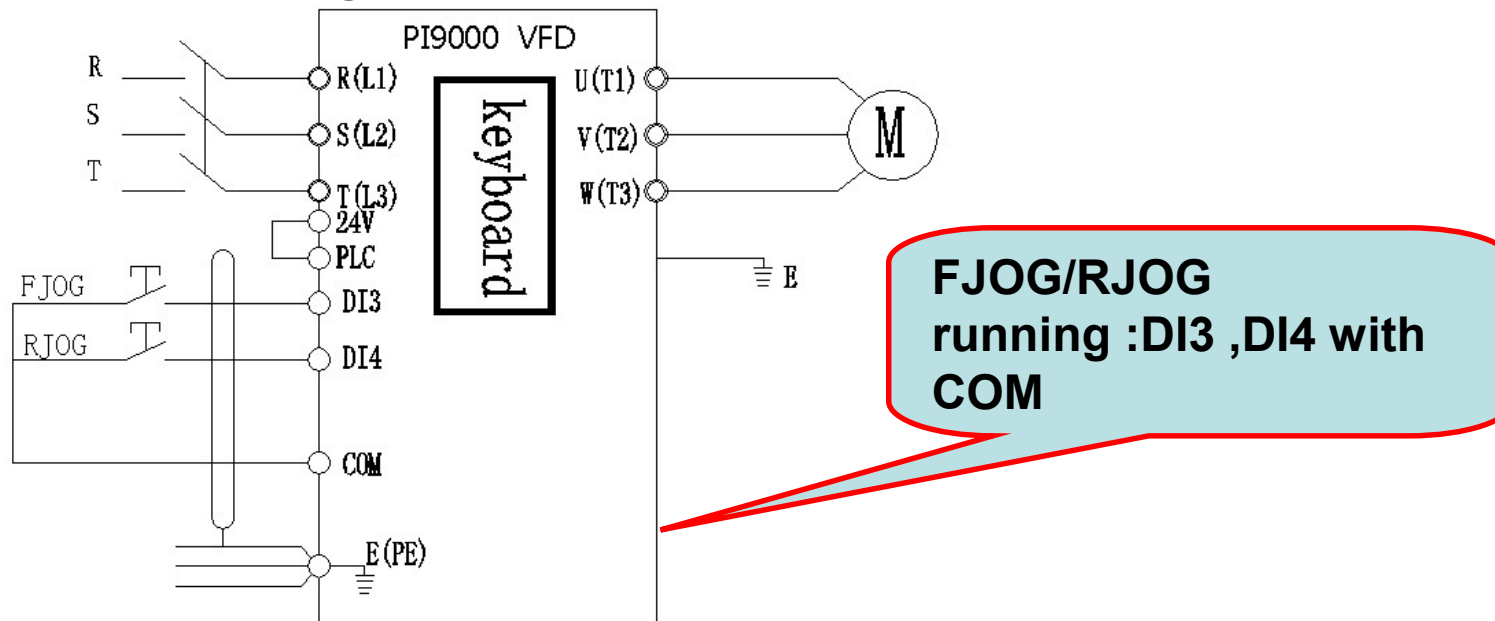 PI9000 VFD
R
R(L1)
U(T1)
S
S(L2)
V(T2)
M
T
T(L3)
W(T3)
keyboard
24V
PLC
E
FJOG
DI3
RJOG
DI4
COM
E(PE)
FJOG/RJOG
running :DI3 ,DI4 with
COM